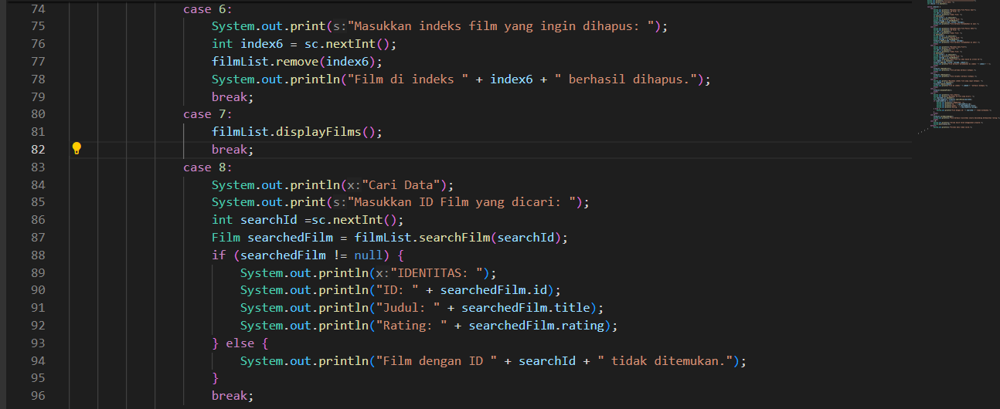 74 case 6:
75 System.out.print(s:"Masukkan indeks film yang ingin dihapus: ");
76 int index6 = sc.nextInt();
77 filmList.remove(index6);
78 System.out.println("Film di indeks " + index6 + " berhasil dihapus.");
79 break;
80 case 7:
81 filmList.displayFilms();
82 break;
83 case 8:
84 System.out.println(x:"Cari Data");
85 System.out.print(s:"Masukkan ID Film yang dicari: ");
86 int searchId =sc.nextInt();
87 Film searchedFilm = filmList.searchFilm(searchId);
88 if (searchedFilm != null) {
89 System.out.println(x:"IDENTITAS: ");
90 System.out.println("ID: " + searchedFilm.id);
91 System.out.println("Judul: " + searchedFilm.title);
92 System.out.println("Rating: " + searchedFilm.rating);
93 } else {
94 System.out.println("Film dengan ID " + searchId + " tidak ditemukan.");
95 }
96 break;